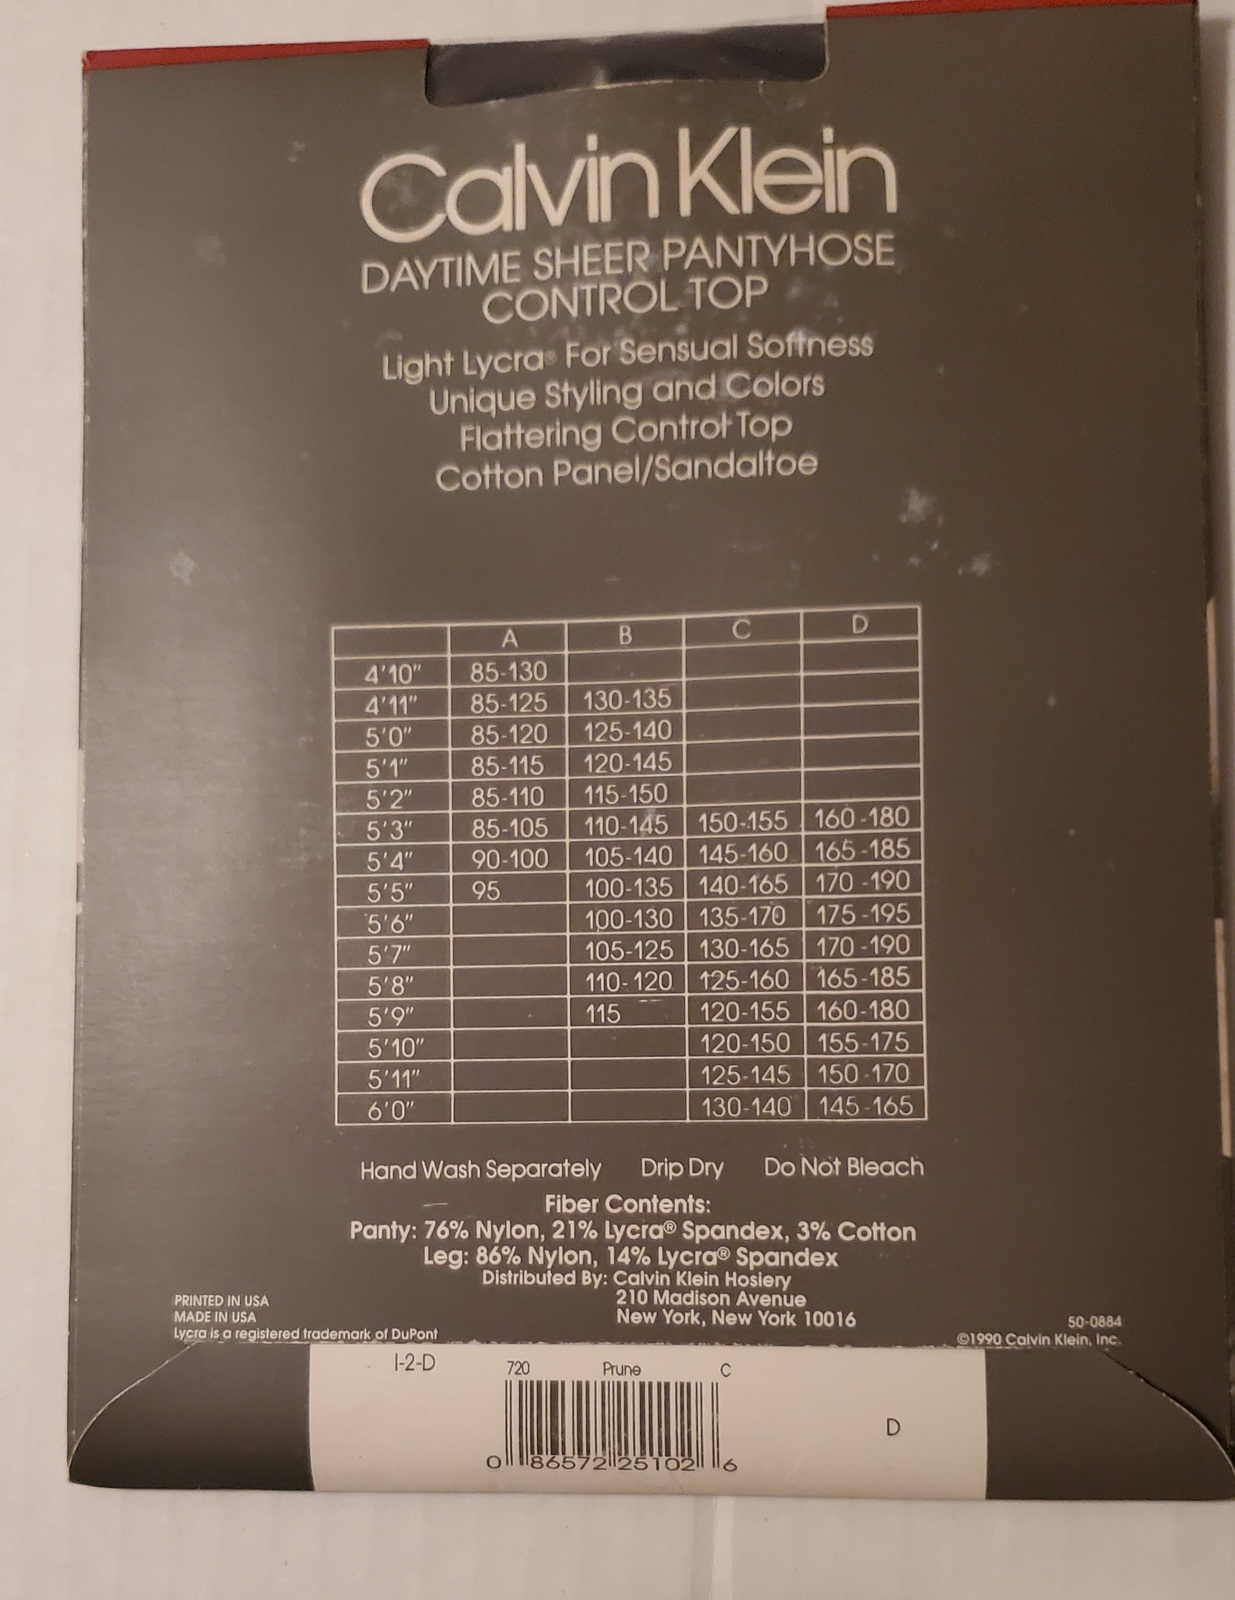 Calvin Klein
DAYTIME SHEER PANTYHOSE
CONTROL TOP
Light Lycra® For Sensual Softness
Unique Styling and Colors
Flattering Control Top
Cotton Panel/Sandaltoe
A B C D
4'10" 85-130
4'11" 85-125 130-135
5'0" 85-120 125-140
5'1" 85-115 120-145
5'2" 85-110 115-150
5'3" 85-105 110-145 150-155 160-180
5'4" 90-100 105-140 145-160 165-185
5'5" 95 100-135 140-165 170-190
5'6" 100-130 135-170 175-195
5'7" 105-125 130-165 170-190
5'8" 110-120 125-160 165-185
5'9" 115 120-155 160-180
5'10" 120-150 155-175
5'11" 125-145 150-170
6'0" 130-140 145-165
Hand Wash Separately Drip Dry Do Not Bleach
Fiber Contents:
Panty: 76% Nylon, 21% Lycra® Spandex, 3% Cotton
Leg: 86% Nylon, 14% Lycra® Spandex
Distributed By: Calvin Klein Hosiery
210 Madison Avenue
New York, New York 10016
PRINTED IN USA
MADE IN USA
Lycra is a registered trademark of DuPont
50-0884
©1990 Calvin Klein, Inc.
I-2-D 720 Prune C
D
0 86572 25102 6